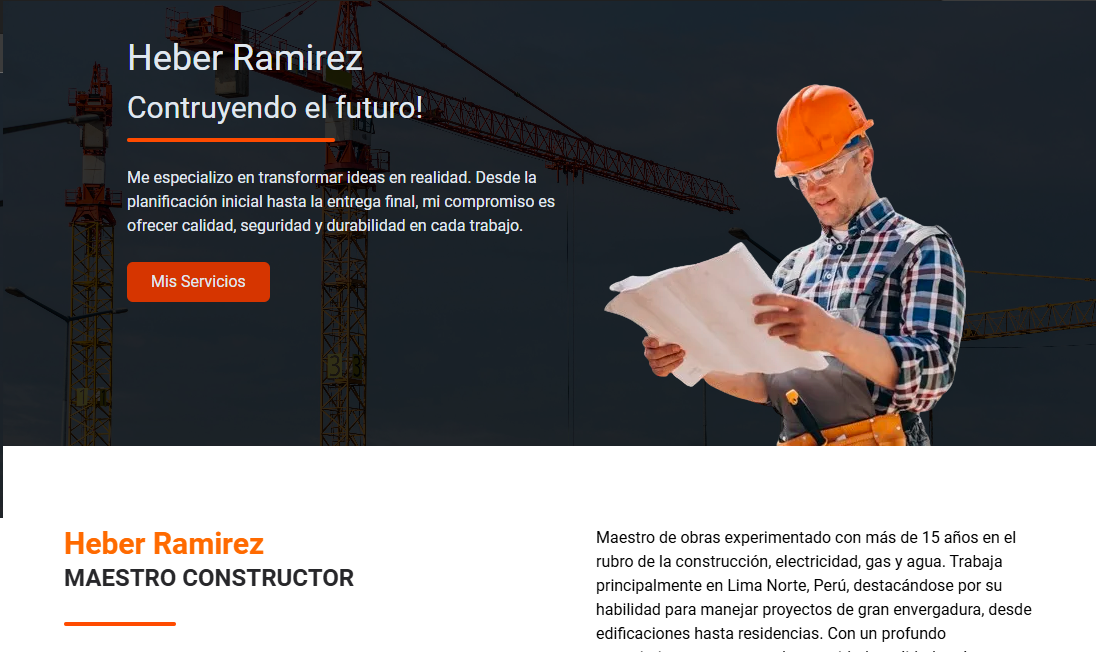 Heber Ramirez
Contruyendo el futuro!
Me especializo en transformar ideas en realidad. Desde la
planificación inicial hasta la entrega final, mi compromiso es
ofrecer calidad, seguridad y durabilidad en cada trabajo.
Mis Servicios
33
Heber Ramirez
MAESTRO CONSTRUCTOR
Maestro de obras experimentado con más de 15 años en el
rubro de la construcción, electricidad, gas y agua. Trabaja
principalmente en Lima Norte, Perú, destacándose por su
habilidad para manejar proyectos de gran envergadura, desde
edificaciones hasta residencias. Con un profundo